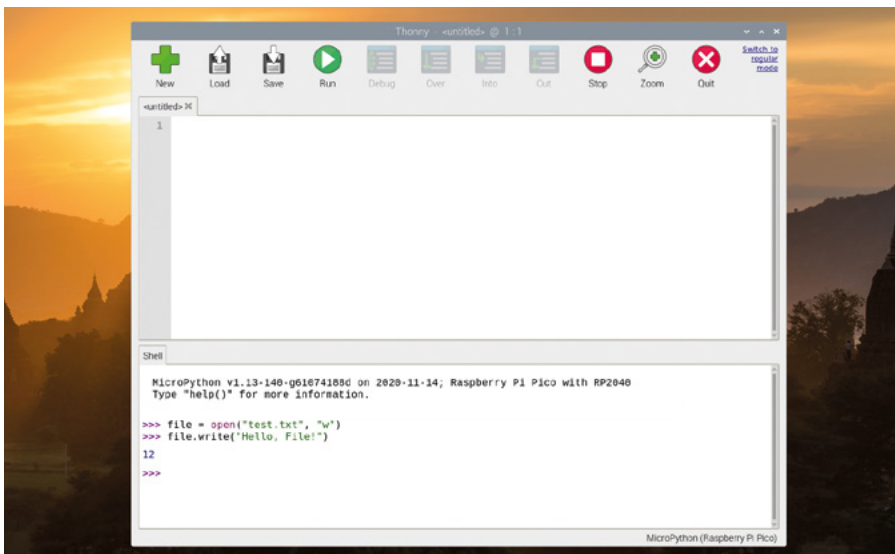 Thonny - <untitled> @ 1:1
New Load Save Run Debug Over Into Out Stop Zoom Quit
Switch to
regular
mode
<untitled>
1
Shell
MicroPython v1.13-140-g61074188d on 2020-11-14; Raspberry Pi Pico with RP2040
Type "help()" for more information.
>>> file = open("test.txt", "w")
>>> file.write("Hello, File!")
12
>>>
MicroPython (Raspberry Pi Pico)